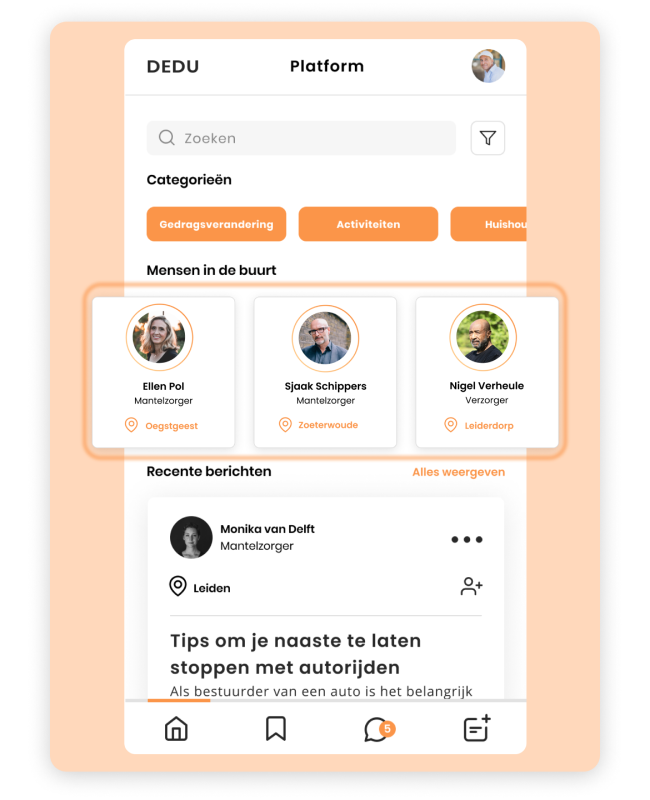 DEDU
Platform
Zoeken
Categorieën
Gedragsverandering
Activiteiten
Huishou
Mensen in de buurt
Ellen Pol
Mantelzorger
Oegstgeest
Sjaak Schippers
Mantelzorger
Zoeterwoude
Nigel Verheule
Verzorger
Leiderdorp
Recente berichten
Alles weergeven
Monika van Delft
Mantelzorger
Leiden
Tips om je naaste te laten
stoppen met autorijden
Als bestuurder van een auto is het belangrijk
5